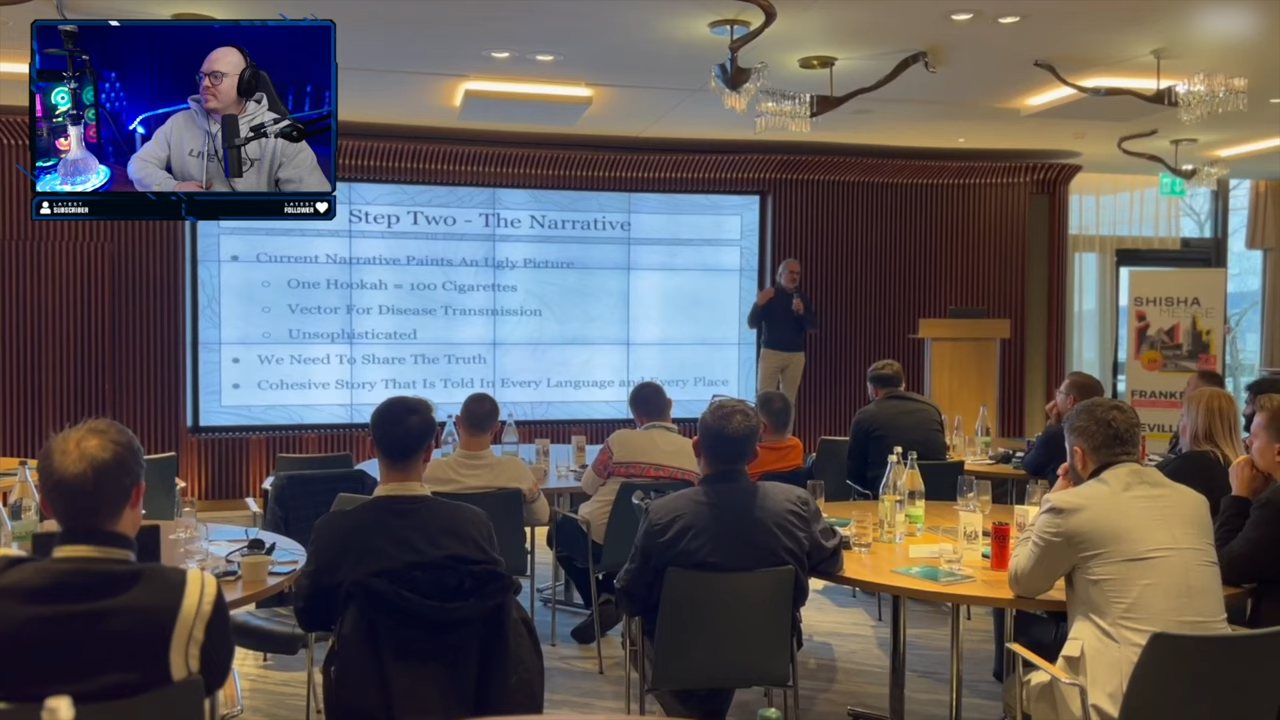 LATEST
SUBSCRIBER
LATEST
FOLLOWER
Step Two - The Narrative
Current Narrative Paints An Ugly Picture
One Hookah = 100 Cigarettes
Vector For Disease Transmission
Unsophisticated
We Need To Share The Truth
Cohesive Story That Is Told In Every Language and Every Place
SHISHA
MESSE